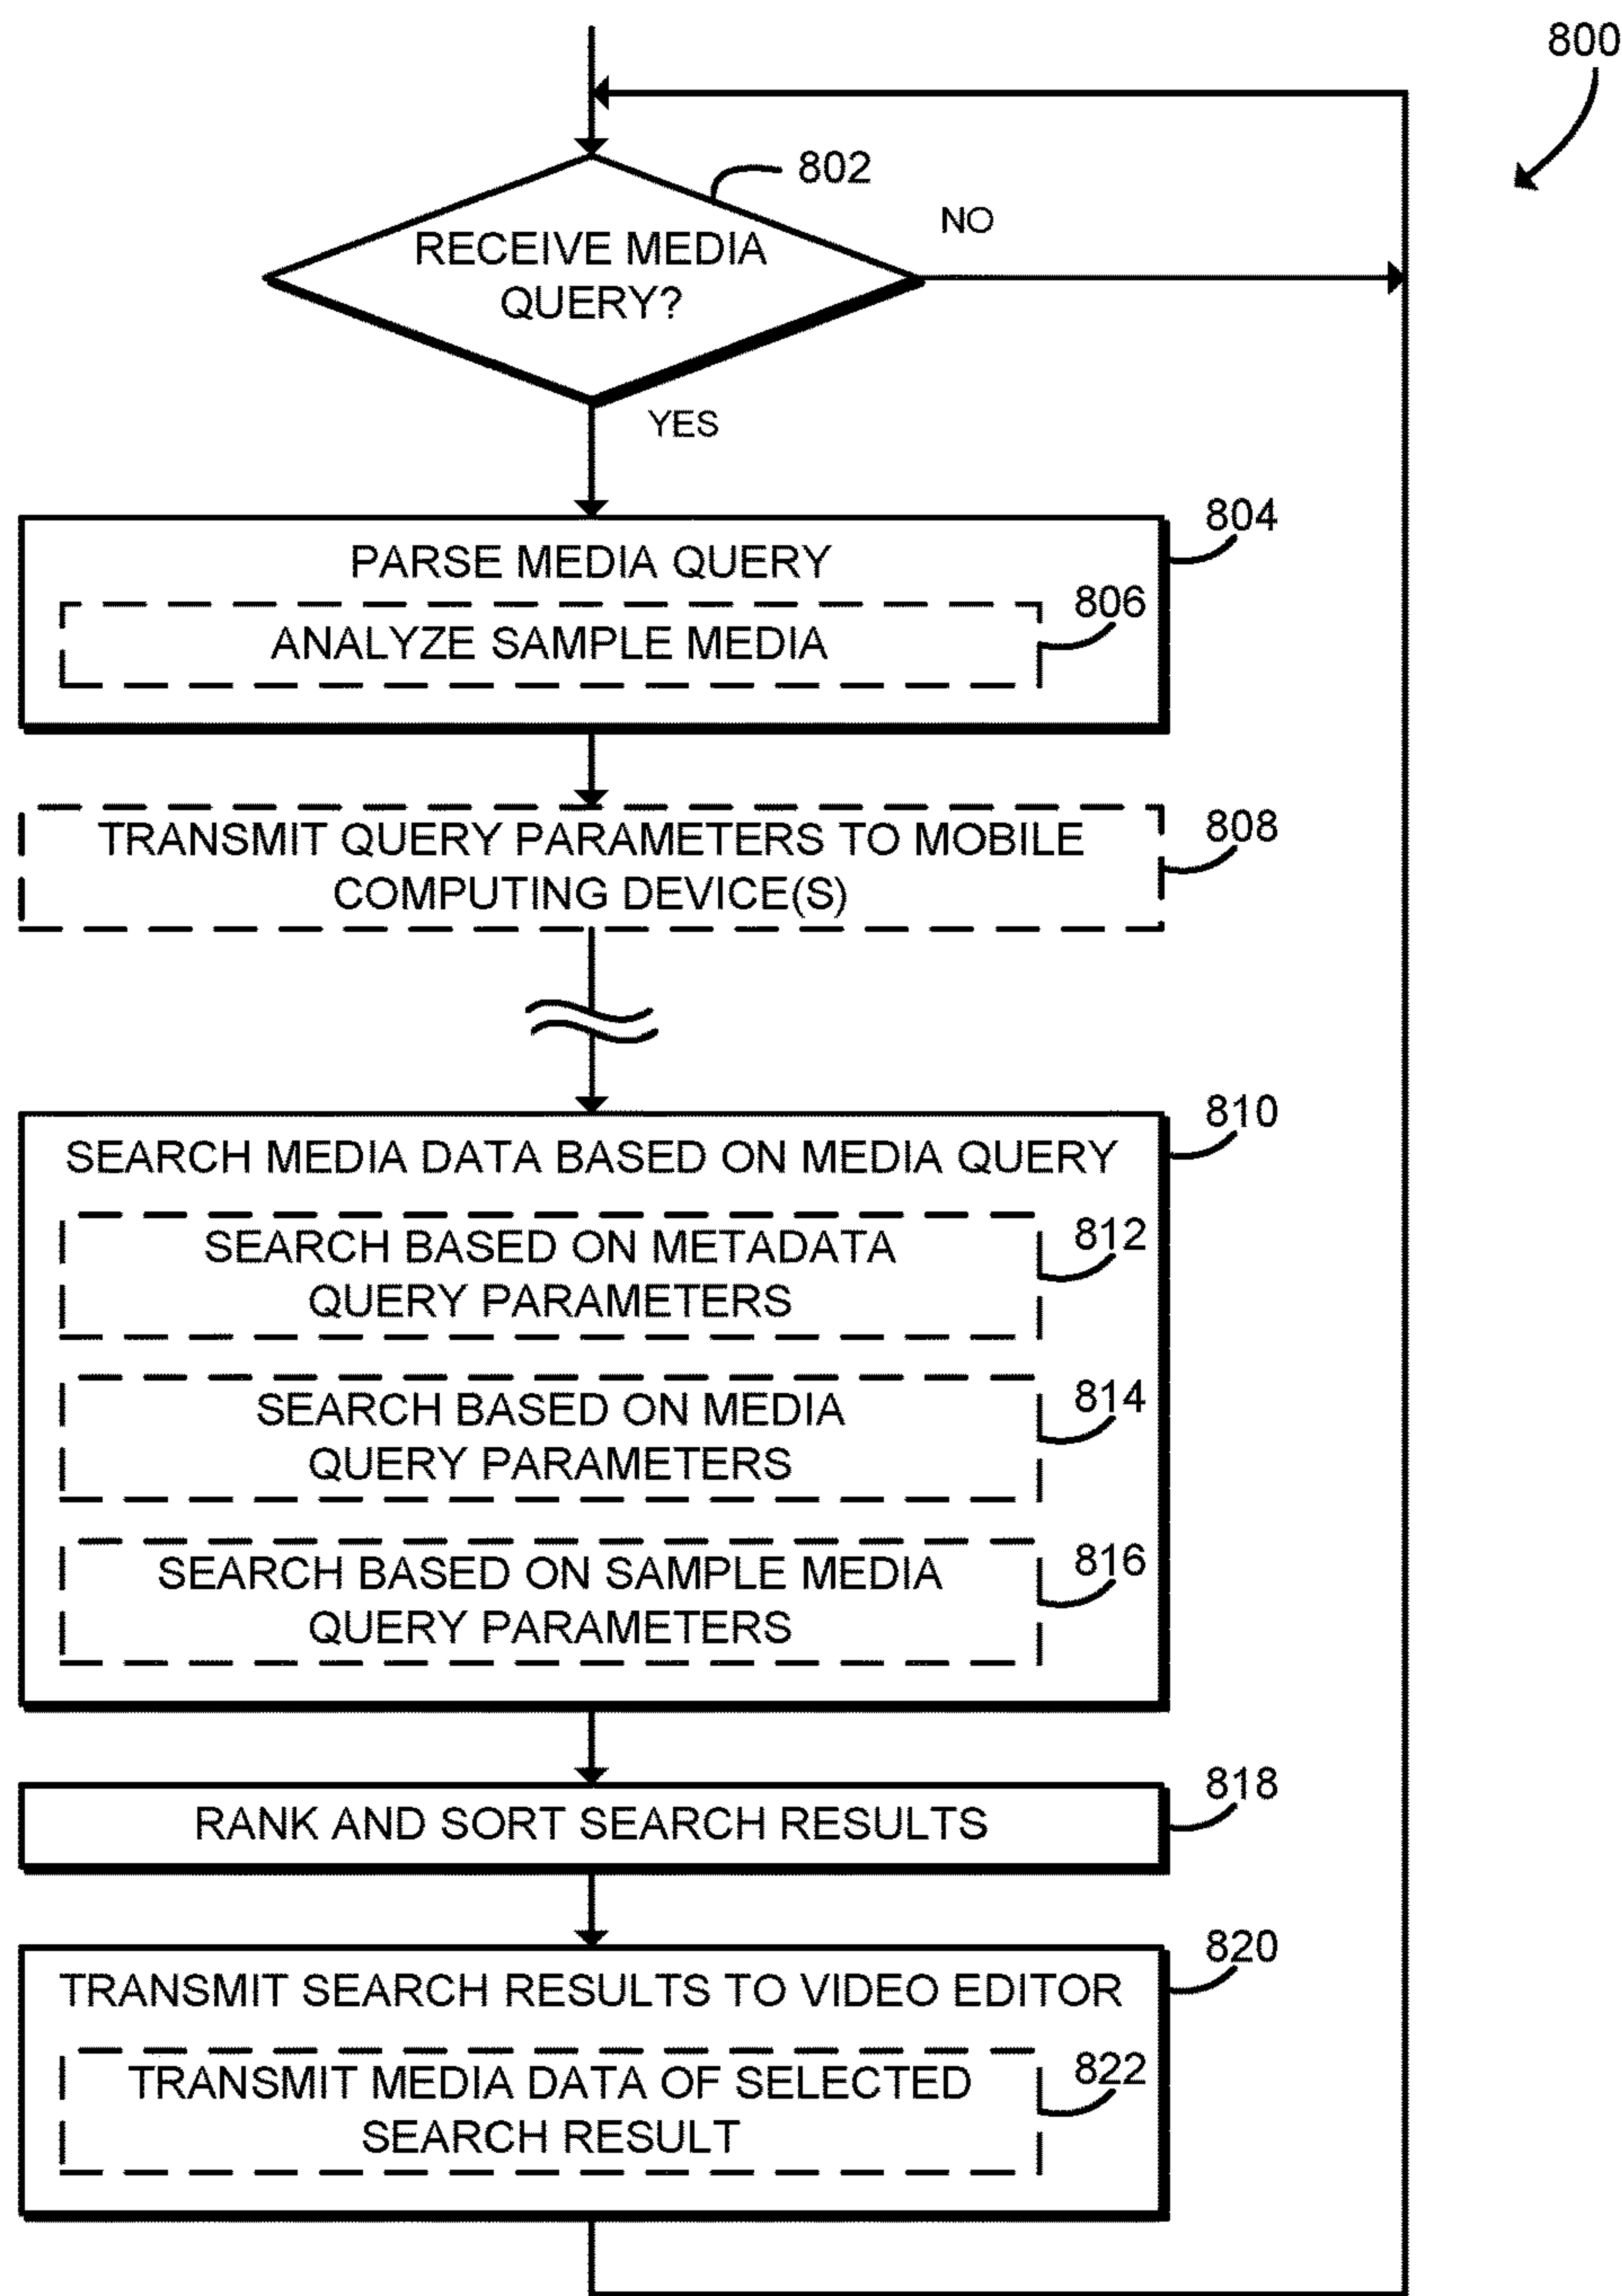 800
802
RECEIVE MEDIA
QUERY?
NO
YES
804
PARSE MEDIA QUERY
806
ANALYZE SAMPLE MEDIA
808
TRANSMIT QUERY PARAMETERS TO MOBILE
COMPUTING DEVICE(S)
810
SEARCH MEDIA DATA BASED ON MEDIA QUERY
812
SEARCH BASED ON METADATA
QUERY PARAMETERS
814
SEARCH BASED ON MEDIA
QUERY PARAMETERS
816
SEARCH BASED ON SAMPLE MEDIA
QUERY PARAMETERS
818
RANK AND SORT SEARCH RESULTS
820
TRANSMIT SEARCH RESULTS TO VIDEO EDITOR
822
TRANSMIT MEDIA DATA OF SELECTED
SEARCH RESULT